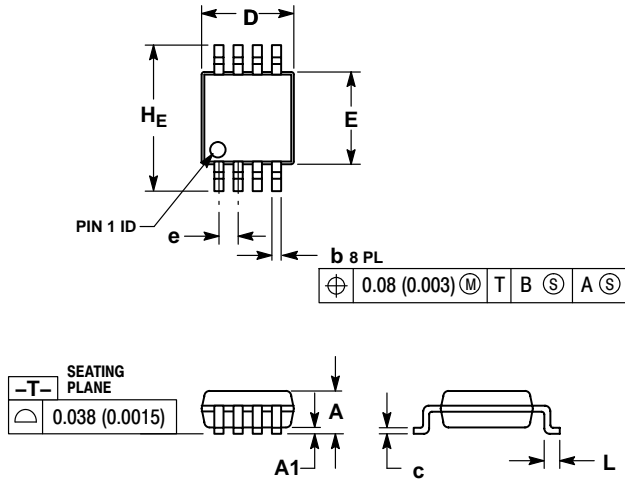 D
HE
E
PIN 1 ID
e
b 8 PL
⌖ 0.08 (0.003) Ⓜ T B Ⓢ A Ⓢ
–T– SEATING
PLANE
⌓ 0.038 (0.0015)
A
A1
c
L